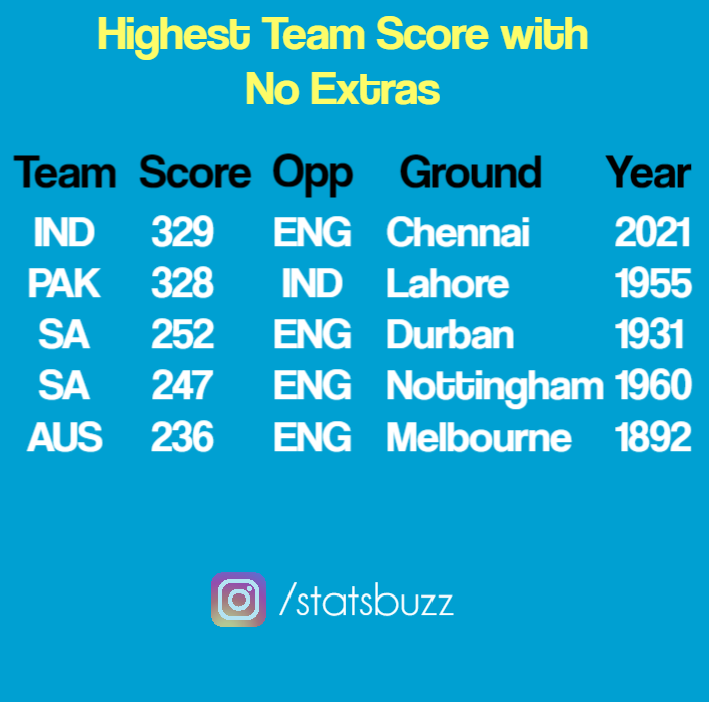 Highest Team Score with
No Extras
Team Score Opp Ground Year
IND 329 ENG Chennai 2021
PAK 328 IND Lahore 1955
SA 252 ENG Durban 1931
SA 247 ENG Nottingham 1960
AUS 236 ENG Melbourne 1892
/statsbuzz